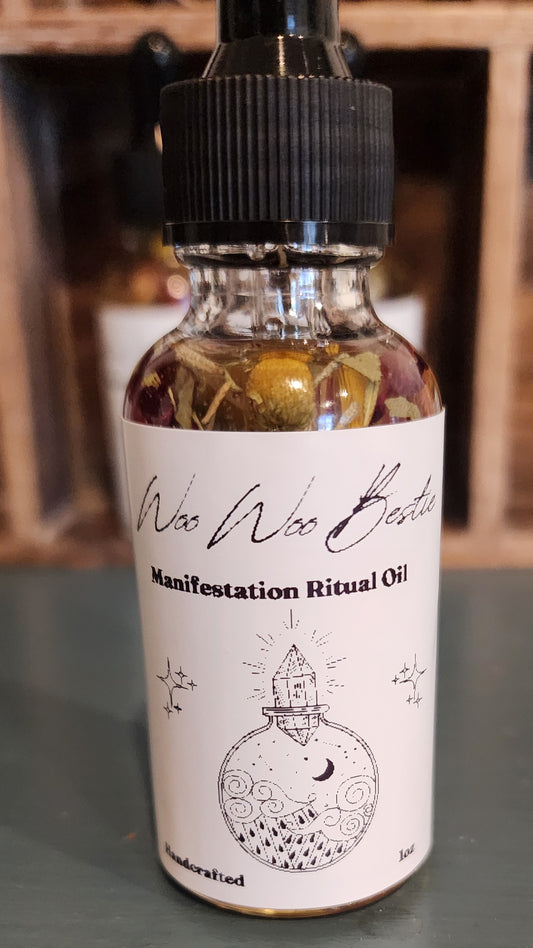 Woo Woo Bestie
Manifestation Ritual Oil
Handcrafted
1oz